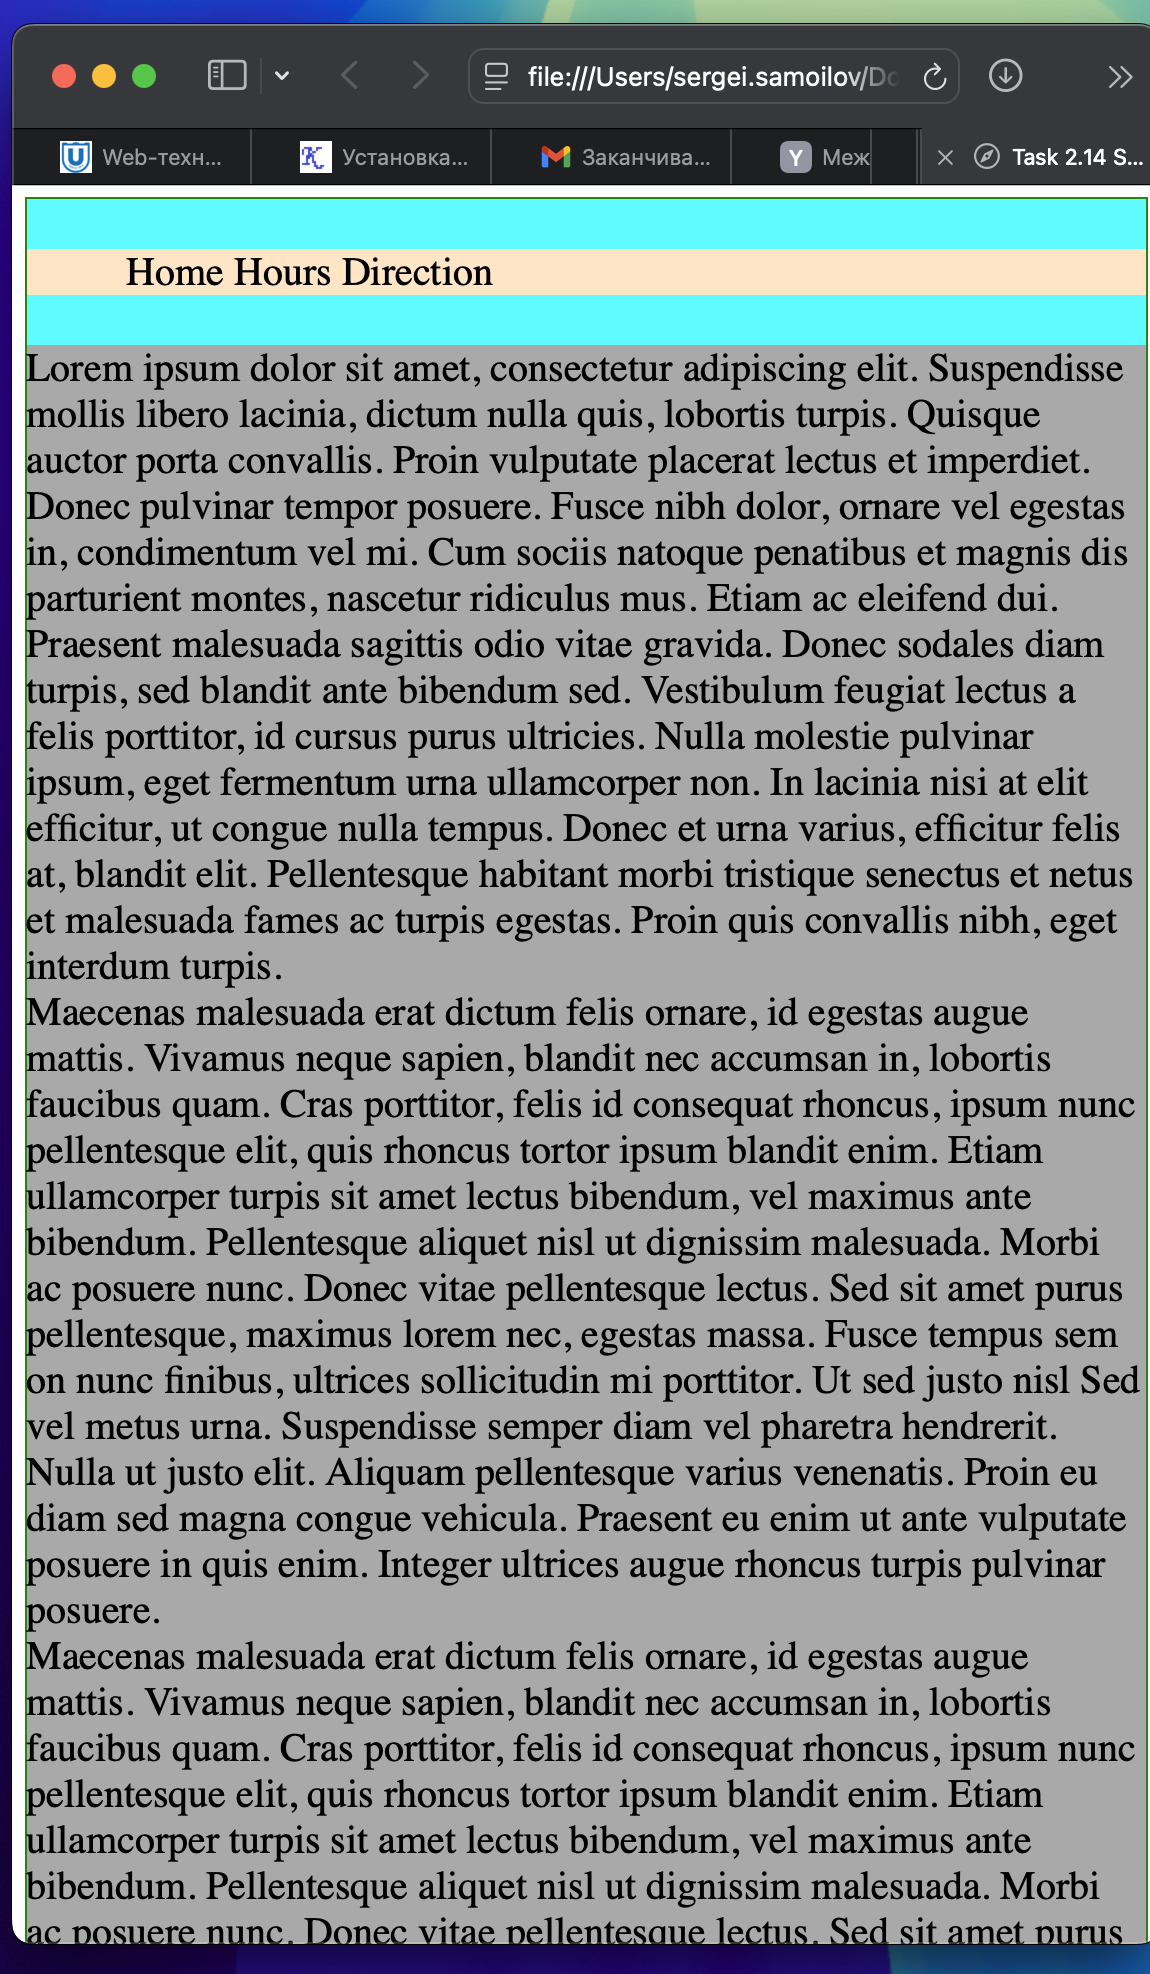 file:///Users/sergei.samoilov/Do
Web-техн... Установка... Заканчива... Y Меж Task 2.14 S...
Home Hours Direction
Lorem ipsum dolor sit amet, consectetur adipiscing elit. Suspendisse
mollis libero lacinia, dictum nulla quis, lobortis turpis. Quisque
auctor porta convallis. Proin vulputate placerat lectus et imperdiet.
Donec pulvinar tempor posuere. Fusce nibh dolor, ornare vel egestas
in, condimentum vel mi. Cum sociis natoque penatibus et magnis dis
parturient montes, nascetur ridiculus mus. Etiam ac eleifend dui.
Praesent malesuada sagittis odio vitae gravida. Donec sodales diam
turpis, sed blandit ante bibendum sed. Vestibulum feugiat lectus a
felis porttitor, id cursus purus ultricies. Nulla molestie pulvinar
ipsum, eget fermentum urna ullamcorper non. In lacinia nisi at elit
efficitur, ut congue nulla tempus. Donec et urna varius, efficitur felis
at, blandit elit. Pellentesque habitant morbi tristique senectus et netus
et malesuada fames ac turpis egestas. Proin quis convallis nibh, eget
interdum turpis.
Maecenas malesuada erat dictum felis ornare, id egestas augue
mattis. Vivamus neque sapien, blandit nec accumsan in, lobortis
faucibus quam. Cras porttitor, felis id consequat rhoncus, ipsum nunc
pellentesque elit, quis rhoncus tortor ipsum blandit enim. Etiam
ullamcorper turpis sit amet lectus bibendum, vel maximus ante
bibendum. Pellentesque aliquet nisl ut dignissim malesuada. Morbi
ac posuere nunc. Donec vitae pellentesque lectus. Sed sit amet purus
pellentesque, maximus lorem nec, egestas massa. Fusce tempus sem
on nunc finibus, ultrices sollicitudin mi porttitor. Ut sed justo nisl Sed
vel metus urna. Suspendisse semper diam vel pharetra hendrerit.
Nulla ut justo elit. Aliquam pellentesque varius venenatis. Proin eu
diam sed magna congue vehicula. Praesent eu enim ut ante vulputate
posuere in quis enim. Integer ultrices augue rhoncus turpis pulvinar
posuere.
Maecenas malesuada erat dictum felis ornare, id egestas augue
mattis. Vivamus neque sapien, blandit nec accumsan in, lobortis
faucibus quam. Cras porttitor, felis id consequat rhoncus, ipsum nunc
pellentesque elit, quis rhoncus tortor ipsum blandit enim. Etiam
ullamcorper turpis sit amet lectus bibendum, vel maximus ante
bibendum. Pellentesque aliquet nisl ut dignissim malesuada. Morbi
ac posuere nunc. Donec vitae pellentesque lectus. Sed sit amet purus